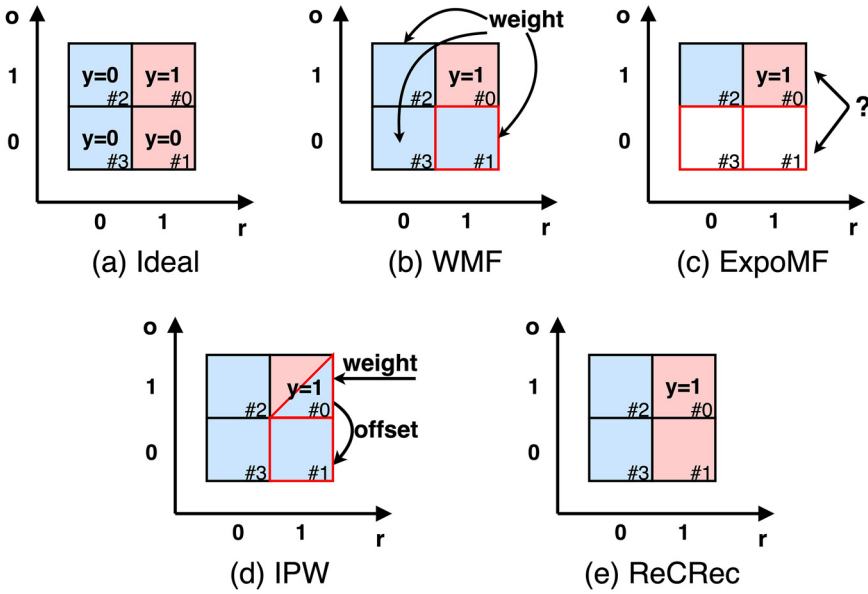 o
1
0
y=0
#2
y=1
#0
y=0
#3
y=0
#1
0
1
r
(a) Ideal
o
weight
1
0
#2
y=1
#0
#3
#1
0
1
r
(b) WMF
o
1
0
#2
y=1
#0
?
#3
#1
0
1
r
(c) ExpoMF
o
1
0
weight
y=1
#2
#0
offset
#3
#1
0
1
r
(d) IPW
o
1
0
y=1
#2
#0
#3
#1
0
1
r
(e) ReCRec